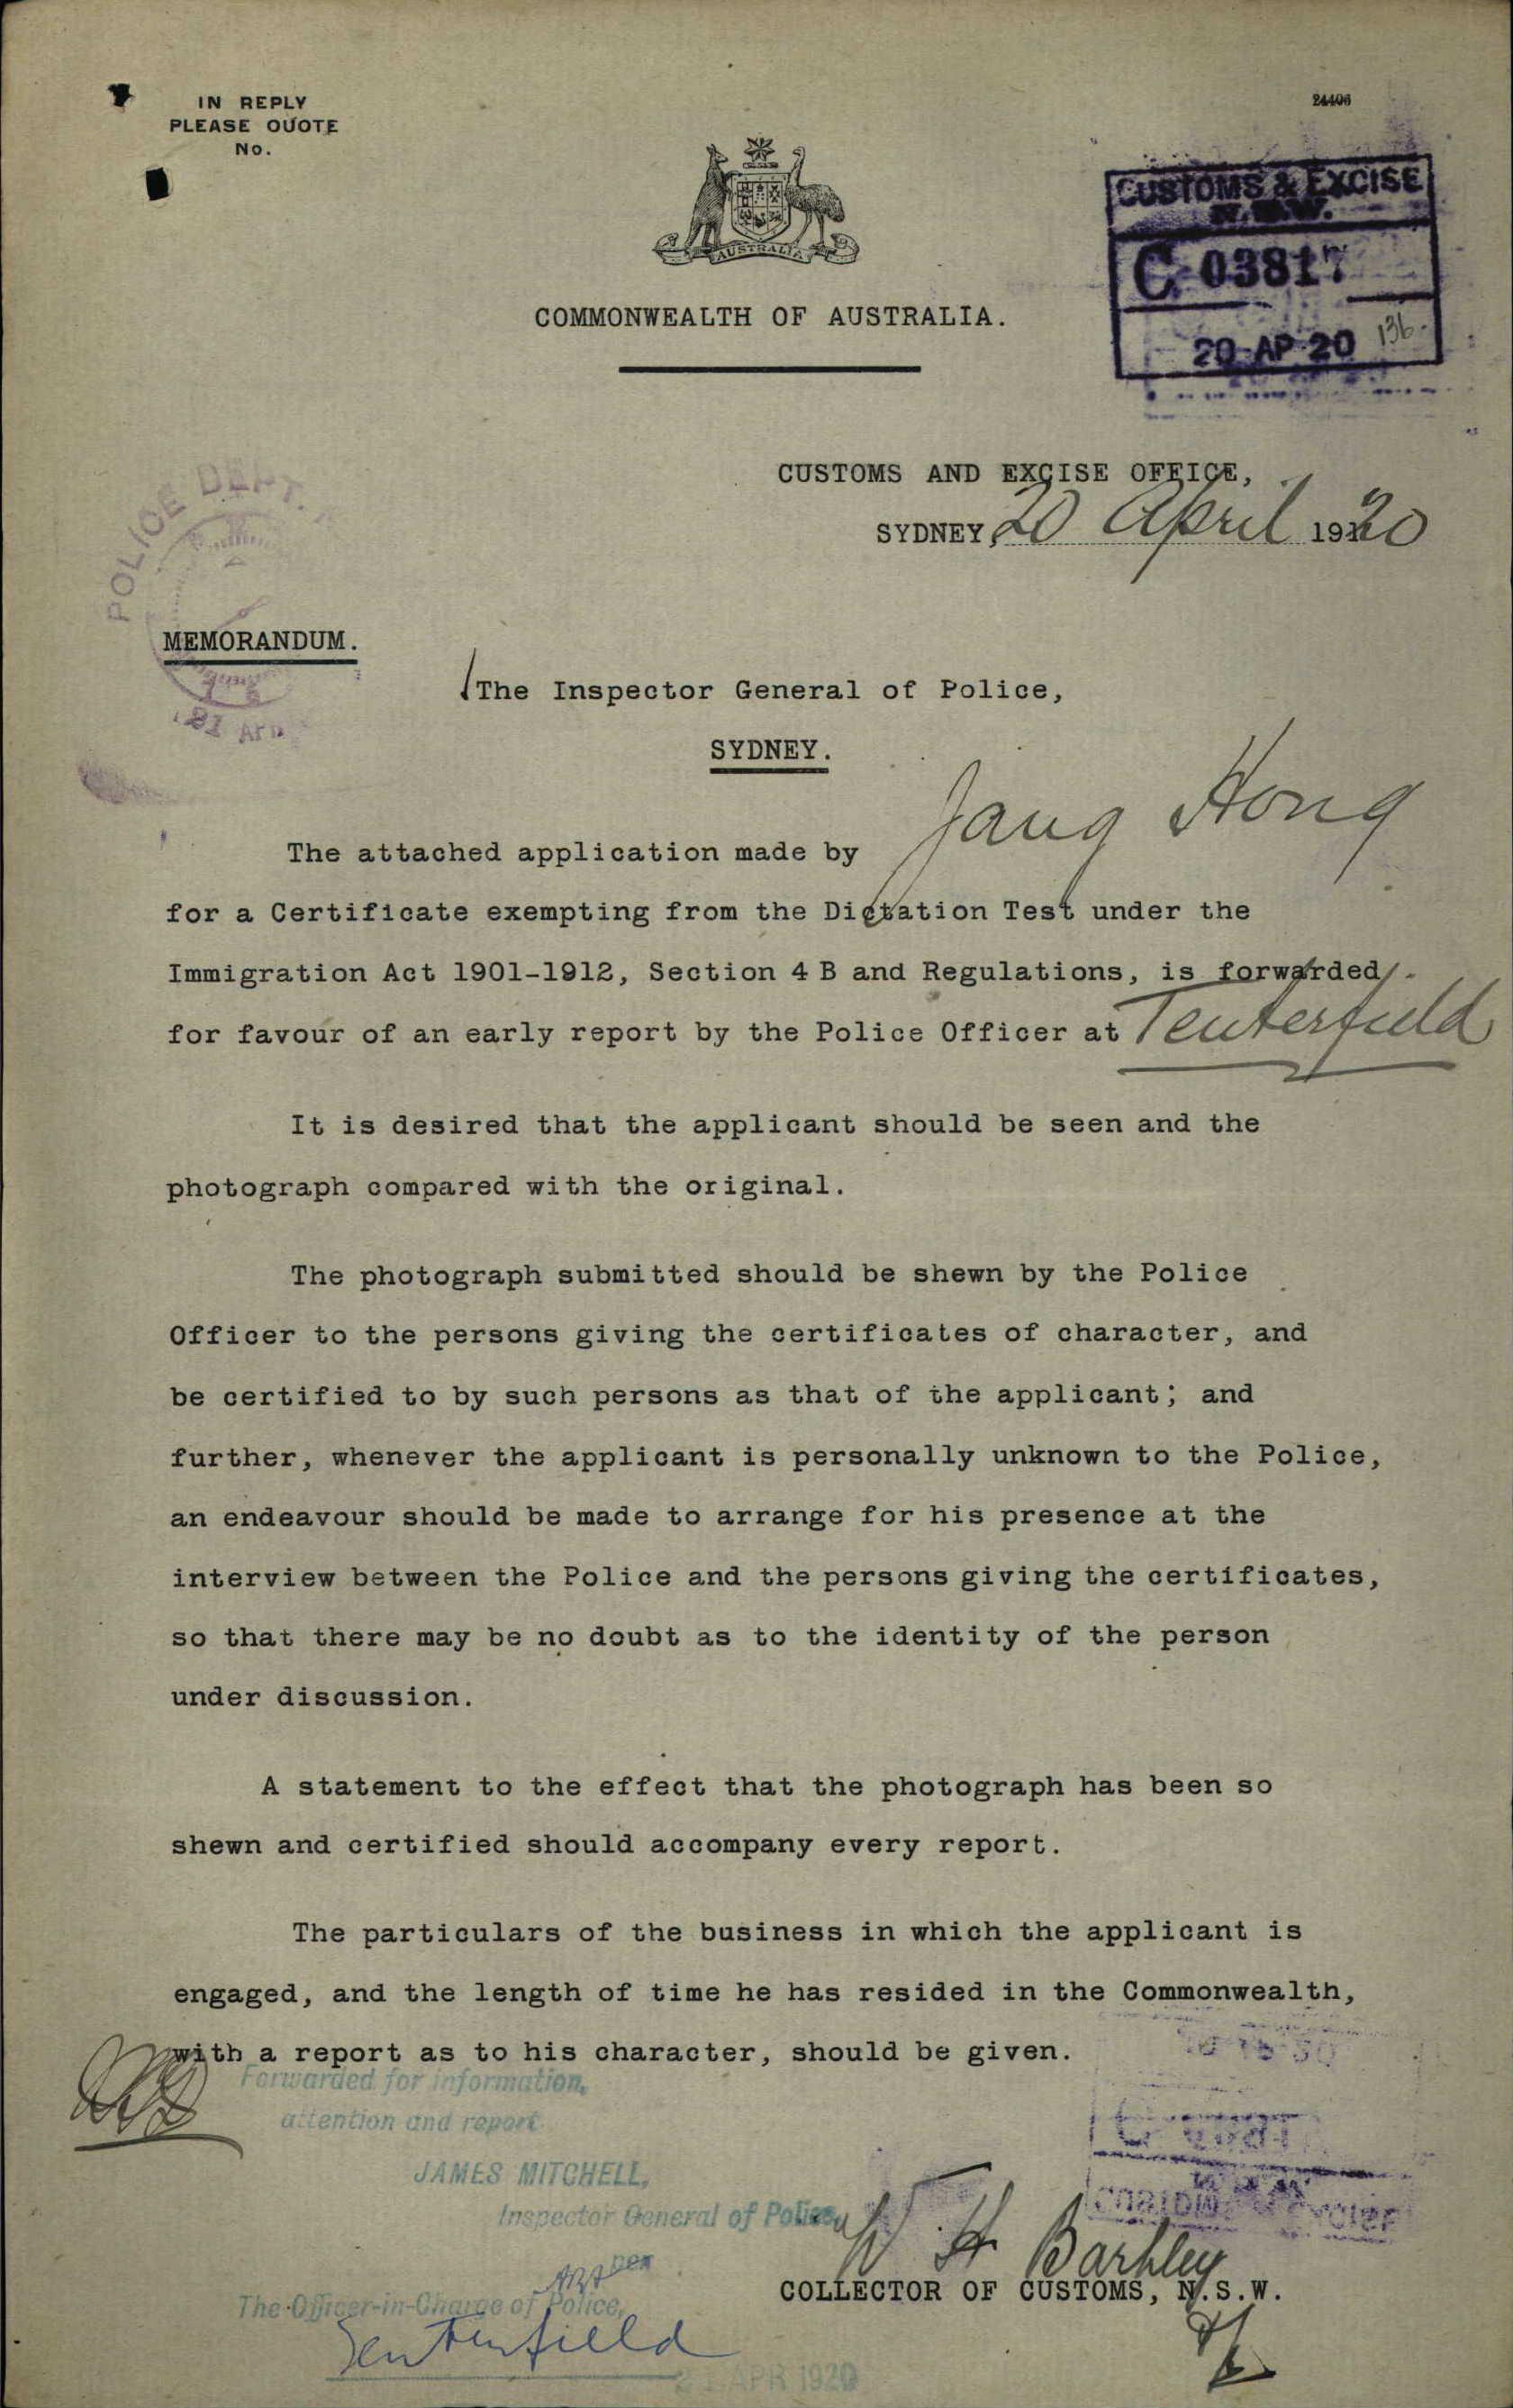 IN REPLY
PLEASE QUOTE
No.
24406
AUSTRALIA
CUSTOMS & EXCISE
N.S.W.
C. 03817
20 AP 20 136.
COMMONWEALTH OF AUSTRALIA.
CUSTOMS AND EXCISE OFFICE,
SYDNEY, 20 April 1920
POLICE DEPT.
MEMORANDUM.
The Inspector General of Police,
SYDNEY.
The attached application made by Jang Hong
for a Certificate exempting from the Dictation Test under the
Immigration Act 1901-1912, Section 4 B and Regulations, is forwarded
for favour of an early report by the Police Officer at Tenterfield
It is desired that the applicant should be seen and the
photograph compared with the original.
The photograph submitted should be shewn by the Police
Officer to the persons giving the certificates of character, and
be certified to by such persons as that of the applicant; and
further, whenever the applicant is personally unknown to the Police,
an endeavour should be made to arrange for his presence at the
interview between the Police and the persons giving the certificates,
so that there may be no doubt as to the identity of the person
under discussion.
A statement to the effect that the photograph has been so
shewn and certified should accompany every report.
The particulars of the business in which the applicant is
engaged, and the length of time he has resided in the Commonwealth,
with a report as to his character, should be given.
Forwarded for information,
attention and report
JAMES MITCHELL,
Inspector General of Police
W H Barkley
COLLECTOR OF CUSTOMS, N.S.W.
The Officer-in-Charge of Police,
Tenterfield
21 APR 1920